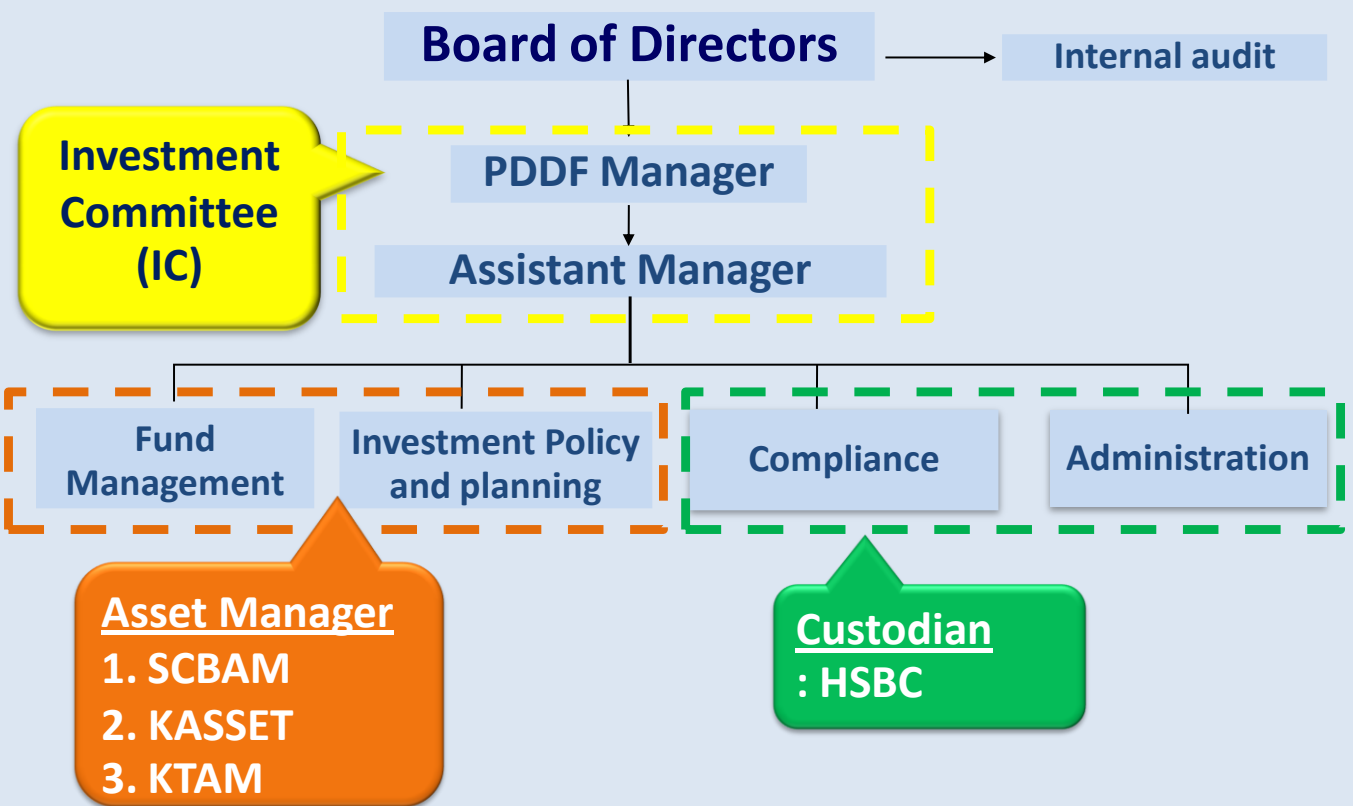 Board of Directors
Internal audit
Investment
Committee
(IC)
PDDF Manager
Assistant Manager
Fund
Management
Investment Policy
and planning
Compliance
Administration
Asset Manager
1. SCBAM
2. KASSET
3. KTAM
Custodian
: HSBC